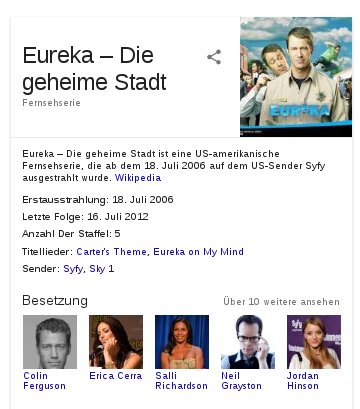 Eureka – Die
geheime Stadt
Fernsehserie
EUREKA
Eureka – Die geheime Stadt ist eine US-amerikanische
Fernsehserie, die ab dem 18. Juli 2006 auf dem US-Sender Syfy
ausgestrahlt wurde. Wikipedia
Erstausstrahlung: 18. Juli 2006
Letzte Folge: 16. Juli 2012
Anzahl Der Staffel: 5
Titellieder: Carter's Theme, Eureka on My Mind
Sender: Syfy, Sky 1
Besetzung
Über 10 weitere ansehen
Syfy
Colin
Ferguson
Erica Cerra
Salli
Richardson
Neil
Grayston
Jordan
Hinson